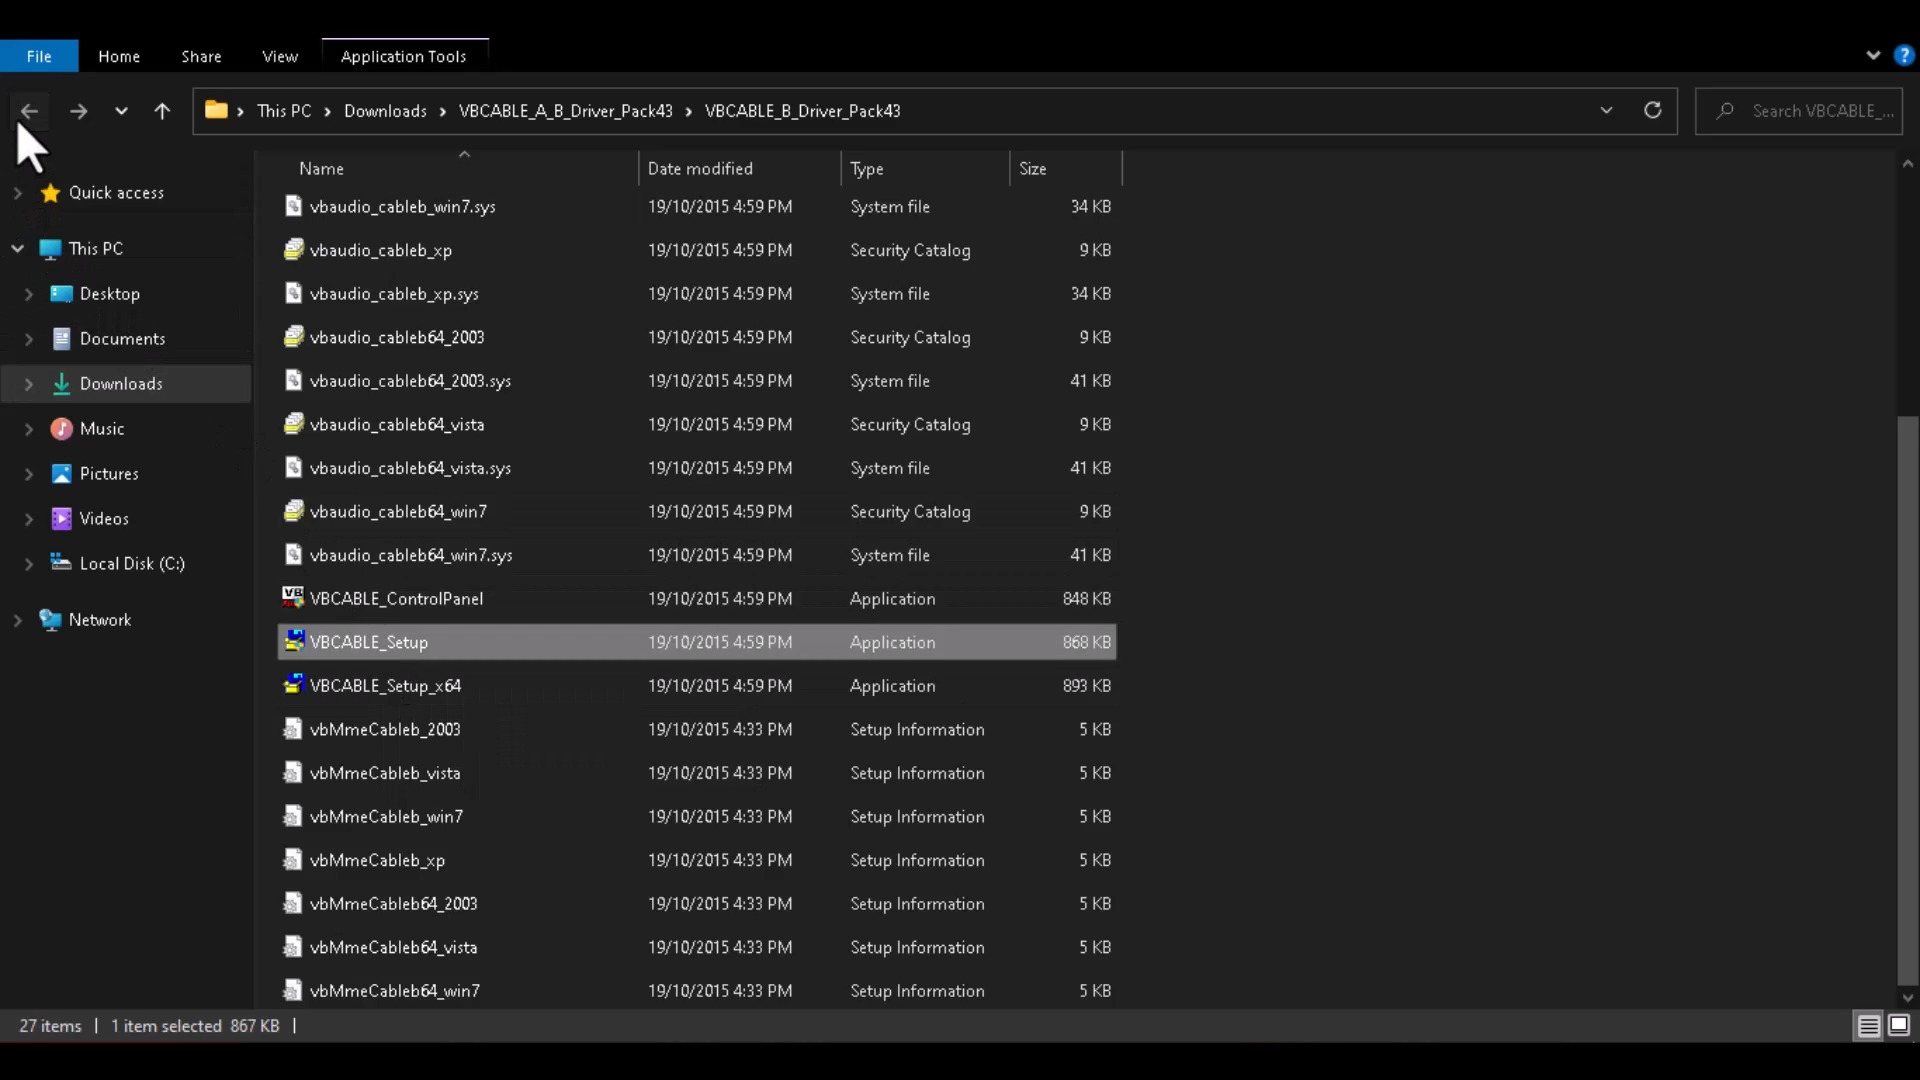 File Home Share View Application Tools
This PC Downloads VBCABLE_A_B_Driver_Pack43 VBCABLE_B_Driver_Pack43 Search VBCABLE_...
Name Date modified Type Size
Quick access
This PC
Desktop
Documents
Downloads
Music
Pictures
Videos
Local Disk (C:)
Network
vbaudio_cableb_win7.sys 19/10/2015 4:59 PM System file 34 KB
vbaudio_cableb_xp 19/10/2015 4:59 PM Security Catalog 9 KB
vbaudio_cableb_xp.sys 19/10/2015 4:59 PM System file 34 KB
vbaudio_cableb64_2003 19/10/2015 4:59 PM Security Catalog 9 KB
vbaudio_cableb64_2003.sys 19/10/2015 4:59 PM System file 41 KB
vbaudio_cableb64_vista 19/10/2015 4:59 PM Security Catalog 9 KB
vbaudio_cableb64_vista.sys 19/10/2015 4:59 PM System file 41 KB
vbaudio_cableb64_win7 19/10/2015 4:59 PM Security Catalog 9 KB
vbaudio_cableb64_win7.sys 19/10/2015 4:59 PM System file 41 KB
VBCABLE_ControlPanel 19/10/2015 4:59 PM Application 848 KB
VBCABLE_Setup 19/10/2015 4:59 PM Application 868 KB
VBCABLE_Setup_x64 19/10/2015 4:59 PM Application 893 KB
vbMmeCableb_2003 19/10/2015 4:33 PM Setup Information 5 KB
vbMmeCableb_vista 19/10/2015 4:33 PM Setup Information 5 KB
vbMmeCableb_win7 19/10/2015 4:33 PM Setup Information 5 KB
vbMmeCableb_xp 19/10/2015 4:33 PM Setup Information 5 KB
vbMmeCableb64_2003 19/10/2015 4:33 PM Setup Information 5 KB
vbMmeCableb64_vista 19/10/2015 4:33 PM Setup Information 5 KB
vbMmeCableb64_win7 19/10/2015 4:33 PM Setup Information 5 KB
27 items 1 item selected 867 KB